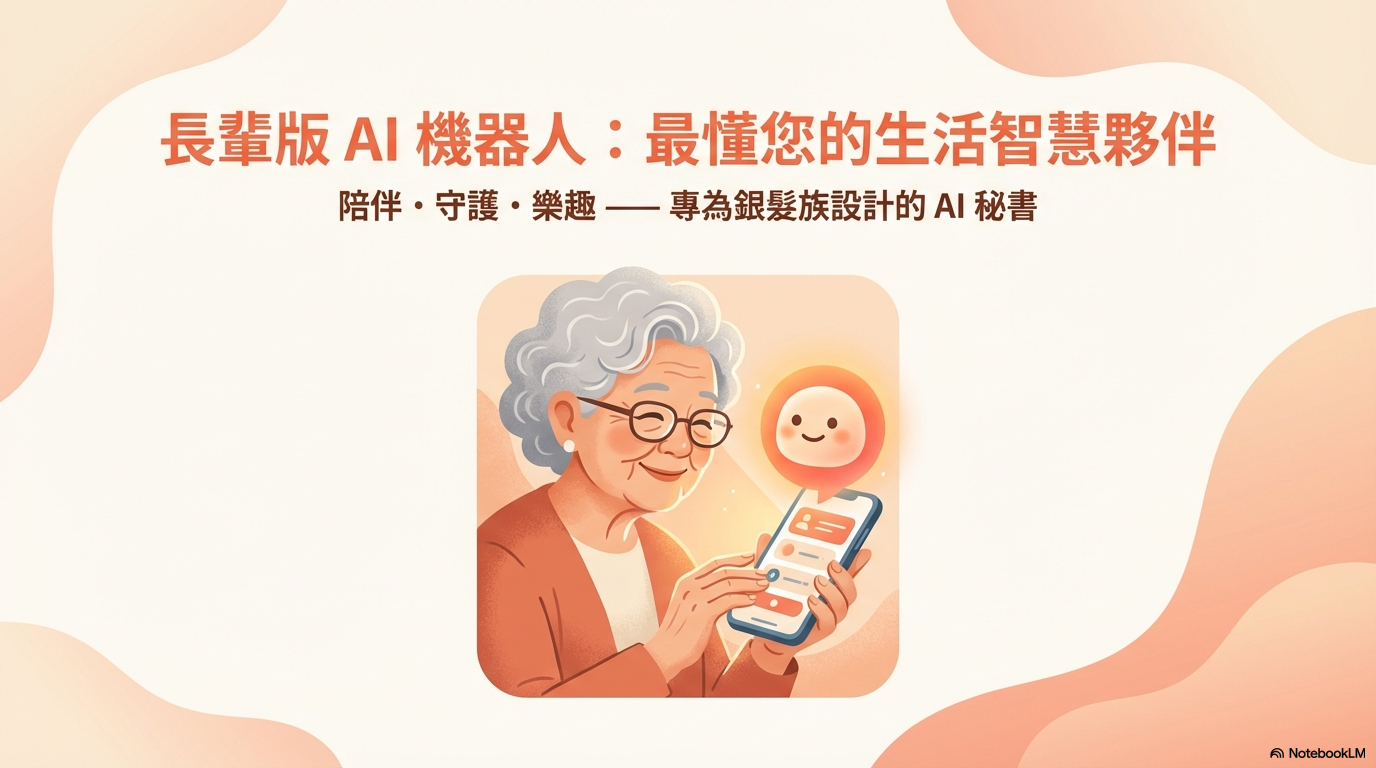 長輩版 AI 機器人：最懂您的生活智慧夥伴
陪伴・守護・樂趣 —— 專為銀髮族設計的 AI 秘書
NotebookLM